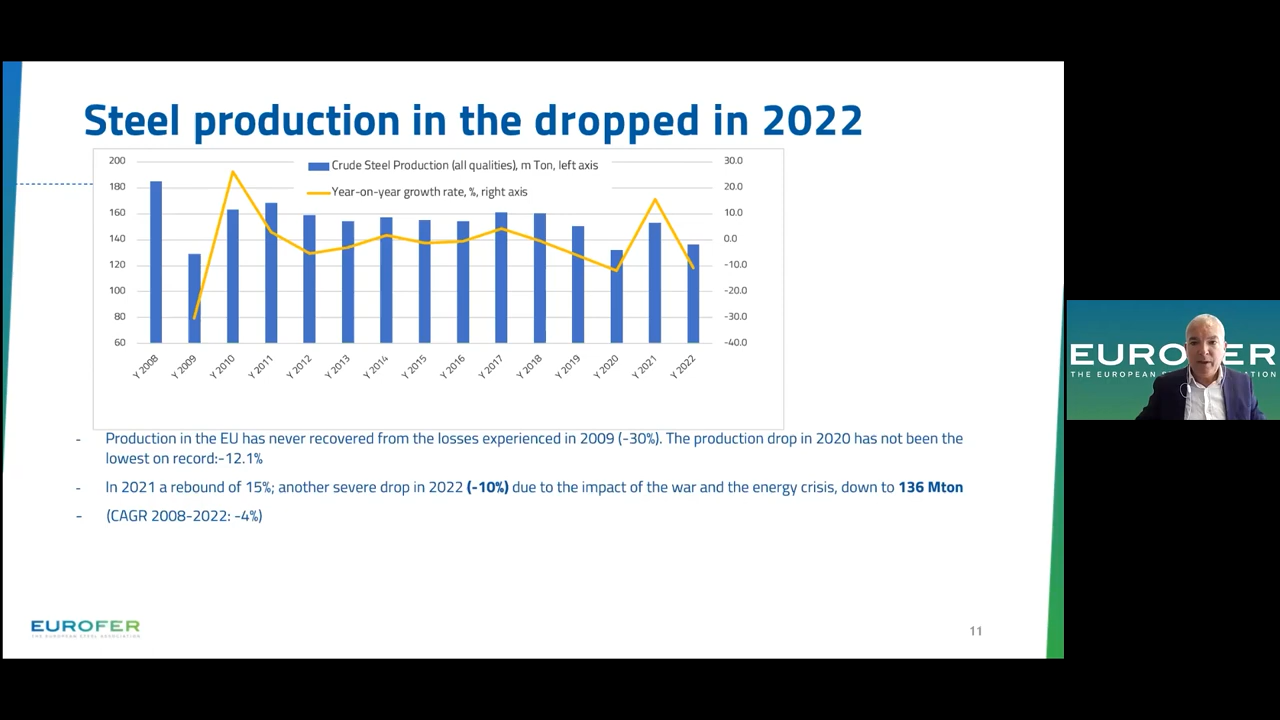 Steel production in the dropped in 2022
Crude Steel Production (all qualities), m Ton, left axis
Year-on-year growth rate, %, right axis
200
180
160
140
120
100
80
60
30.0
20.0
10.0
0.0
-10.0
-20.0
-30.0
-40.0
Y 2008
Y 2009
Y 2010
Y 2011
Y 2012
Y 2013
Y 2014
Y 2015
Y 2016
Y 2017
Y 2018
Y 2019
Y 2020
Y 2021
Y 2022
- Production in the EU has never recovered from the losses experienced in 2009 (-30%). The production drop in 2020 has not been the
lowest on record:-12.1%
- In 2021 a rebound of 15%; another severe drop in 2022 (-10%) due to the impact of the war and the energy crisis, down to 136 Mton
- (CAGR 2008-2022: -4%)
EUROFER
THE EUROPEAN STEEL ASSOCIATION
11
EURO ER
THE EUROPEAN